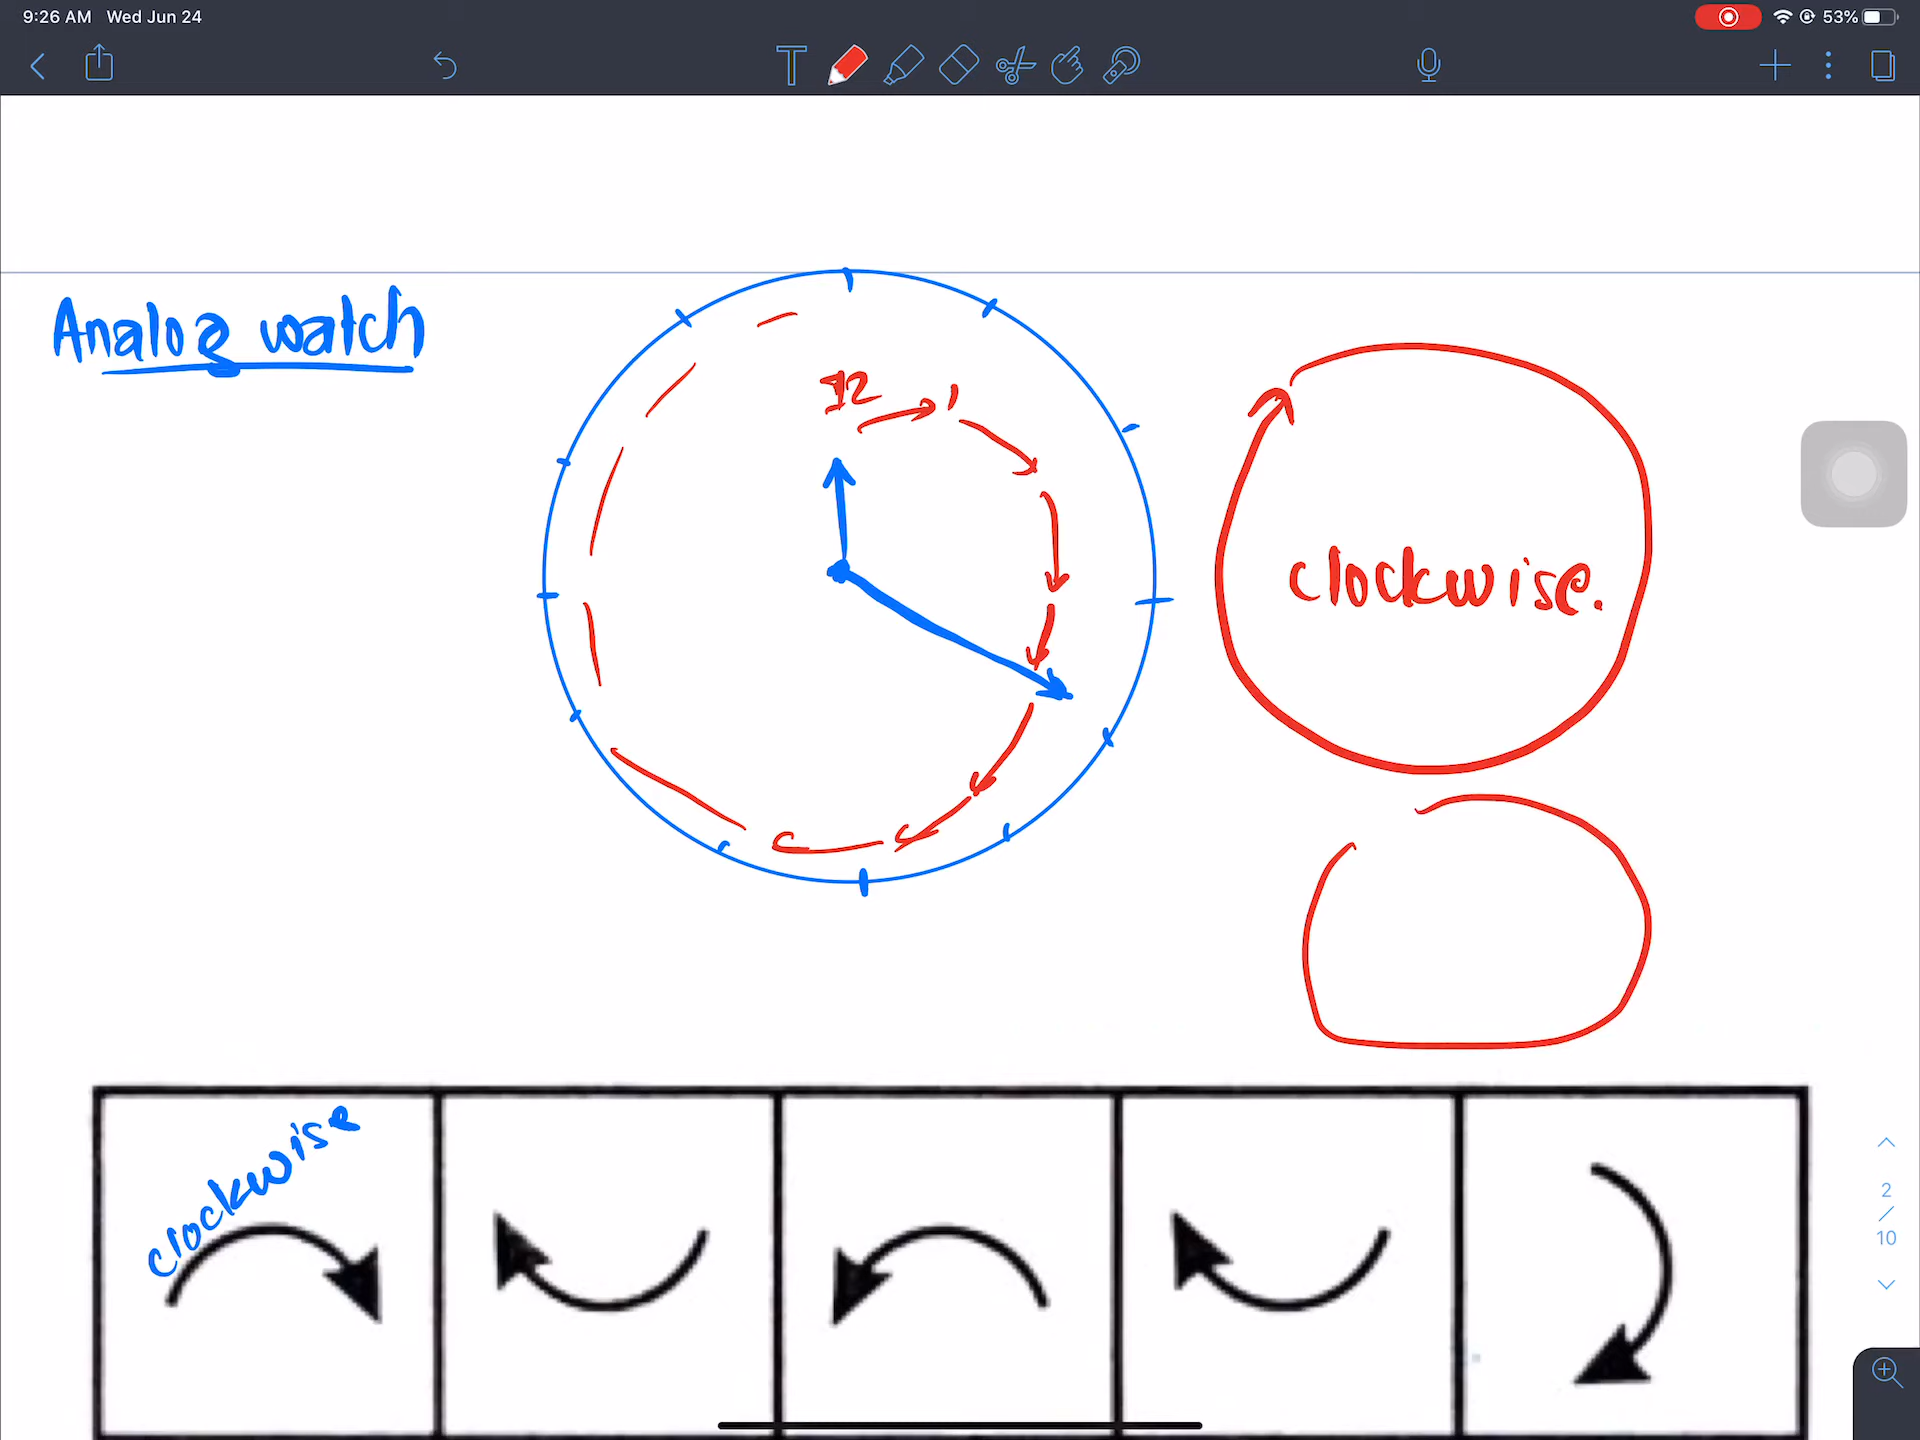 9:26 AM Wed Jun 24
53%
T
Analog watch
12
1
clockwise.
clockwise
2
/
10